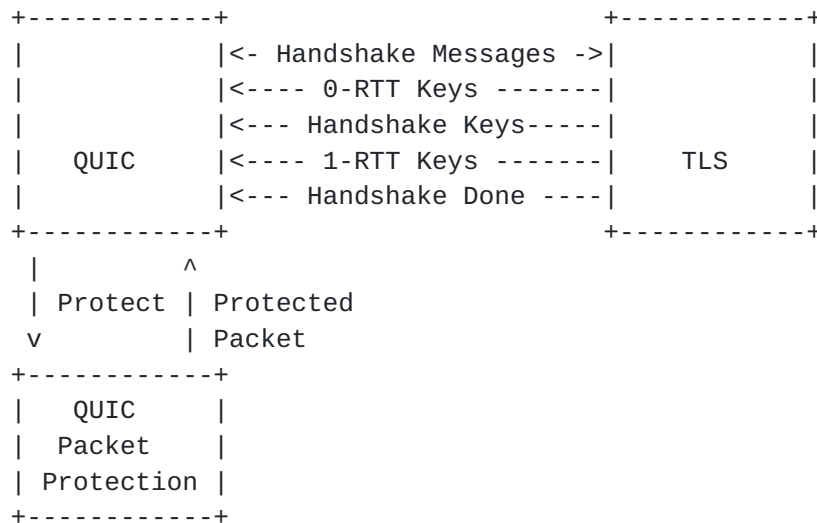 +------------+                        +------------+
|            |<- Handshake Messages ->|            |
|            |<---- 0-RTT Keys -------|            |
|            |<--- Handshake Keys-----|            |
|   QUIC     |<---- 1-RTT Keys -------|    TLS     |
|            |<--- Handshake Done ----|            |
+------------+                        +------------+
 |         ^
 | Protect | Protected
 v         | Packet
+------------+
|   QUIC     |
|  Packet    |
| Protection |
+------------+